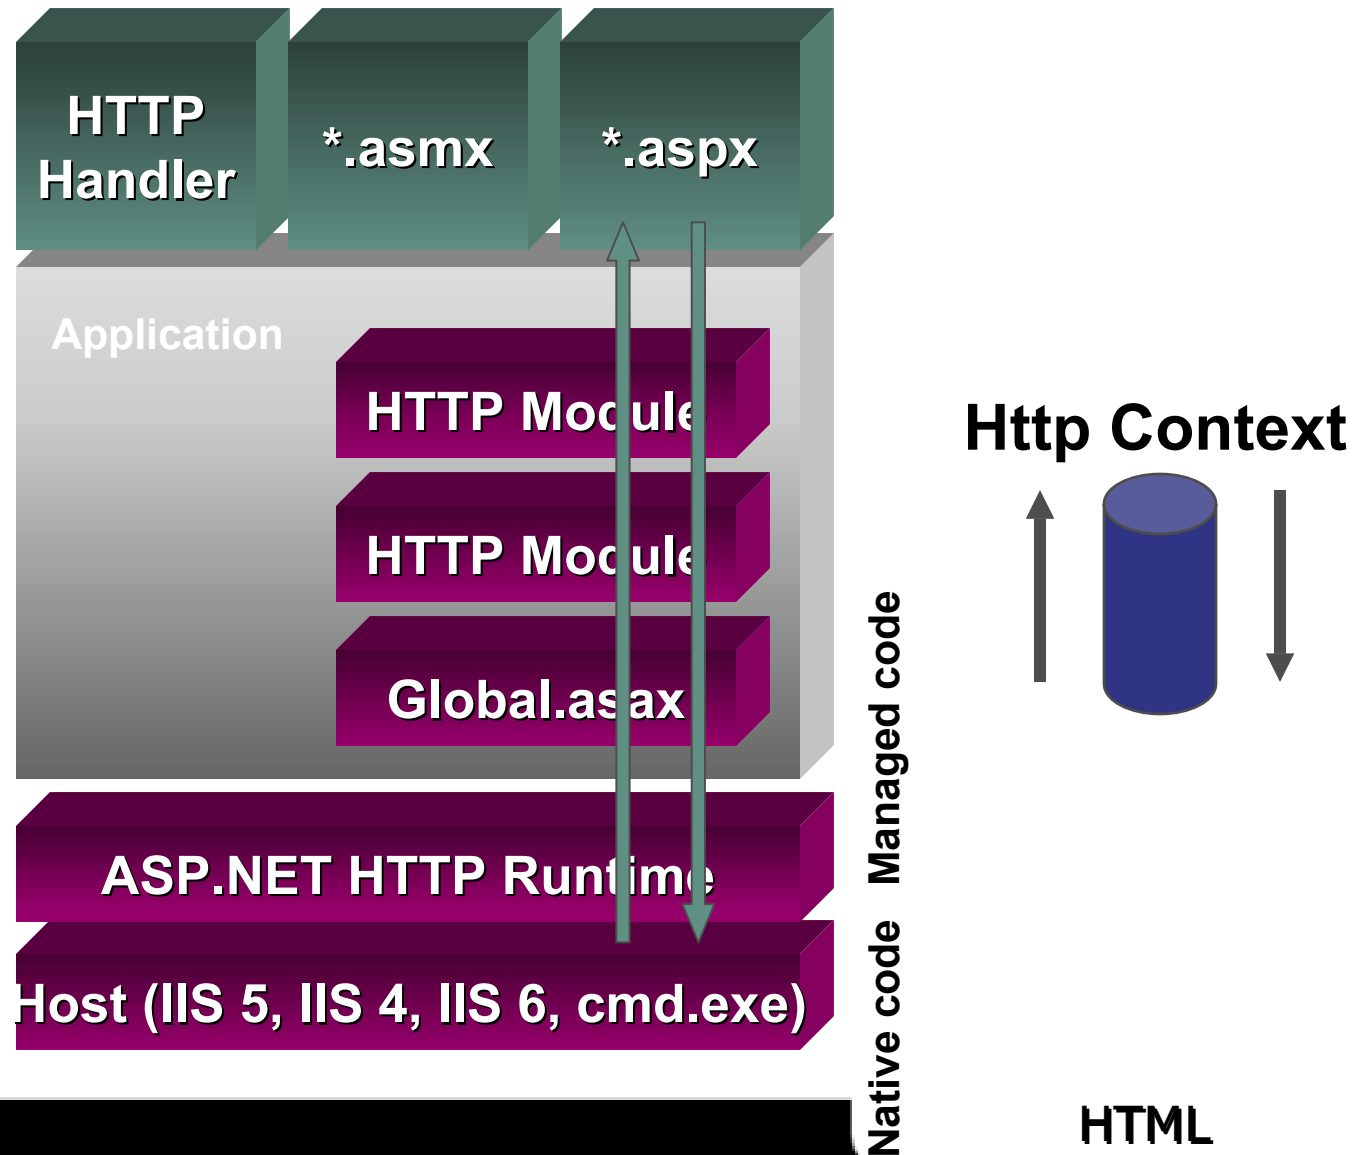 HTTP
Handler
*.asmx
*.aspx
Application
HTTP Module
HTTP Module
Global.asax
ASP.NET HTTP Runtime
Host (IIS 5, IIS 4, IIS 6, cmd.exe)
Managed code
Native code
Http Context
HTML